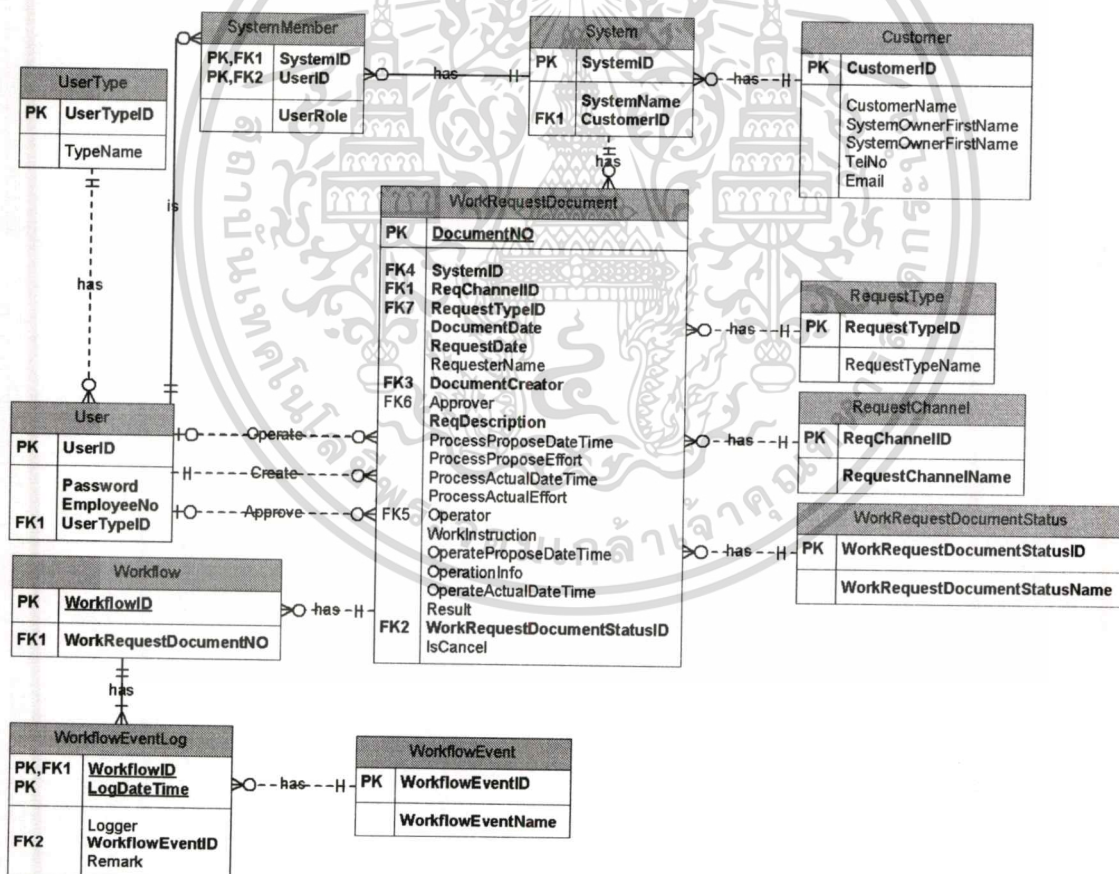 SystemMember
PK,FK1 SystemID
PK,FK2 UserID
UserRole
has
System
PK SystemID
SystemName
FK1 CustomerID
has
Customer
PK CustomerID
CustomerName
SystemOwnerFirstName
SystemOwnerFirstName
TelNo
Email
UserType
PK UserTypeID
TypeName
is
has
has
WorkRequestDocument
PK DocumentNO
FK4 SystemID
FK1 ReqChannelID
FK7 RequestTypeID
DocumentDate
RequestDate
RequesterName
FK3 DocumentCreator
FK6 Approver
ReqDescription
ProcessProposeDateTime
ProcessProposeEffort
ProcessActualDateTime
ProcessActualEffort
FK5 Operator
WorkInstruction
OperateProposeDateTime
OperationInfo
OperateActualDateTime
Result
FK2 WorkRequestDocumentStatusID
IsCancel
has
RequestType
PK RequestTypeID
RequestTypeName
has
RequestChannel
PK ReqChannelID
RequestChannelName
has
WorkRequestDocumentStatus
PK WorkRequestDocumentStatusID
WorkRequestDocumentStatusName
User
PK UserID
Password
EmployeeNo
FK1 UserTypeID
Operate
Create
Approve
Workflow
PK WorkflowID
FK1 WorkRequestDocumentNO
has
has
WorkflowEventLog
PK,FK1 WorkflowID
PK LogDateTime
Logger
FK2 WorkflowEventID
Remark
has
WorkflowEvent
PK WorkflowEventID
WorkflowEventName